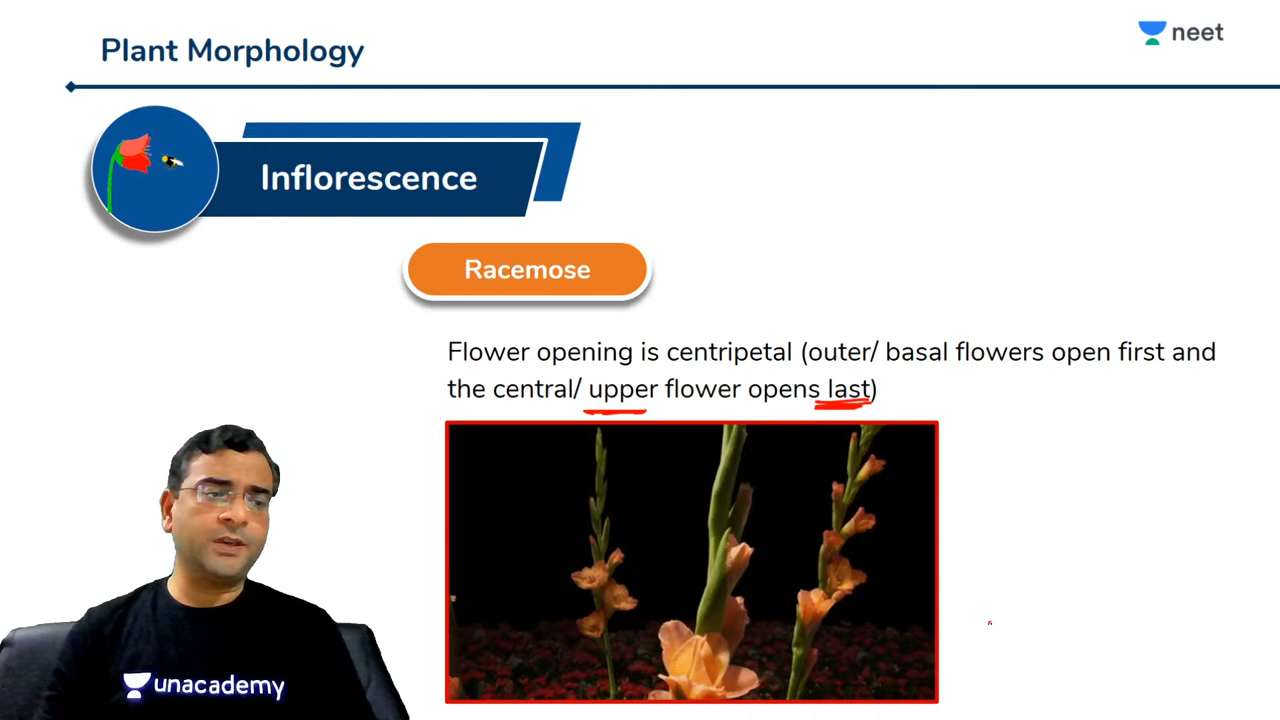 Plant Morphology
neet
Inflorescence
Racemose
Flower opening is centripetal (outer/ basal flowers open first and
the central/ upper flower opens last)
unacademy